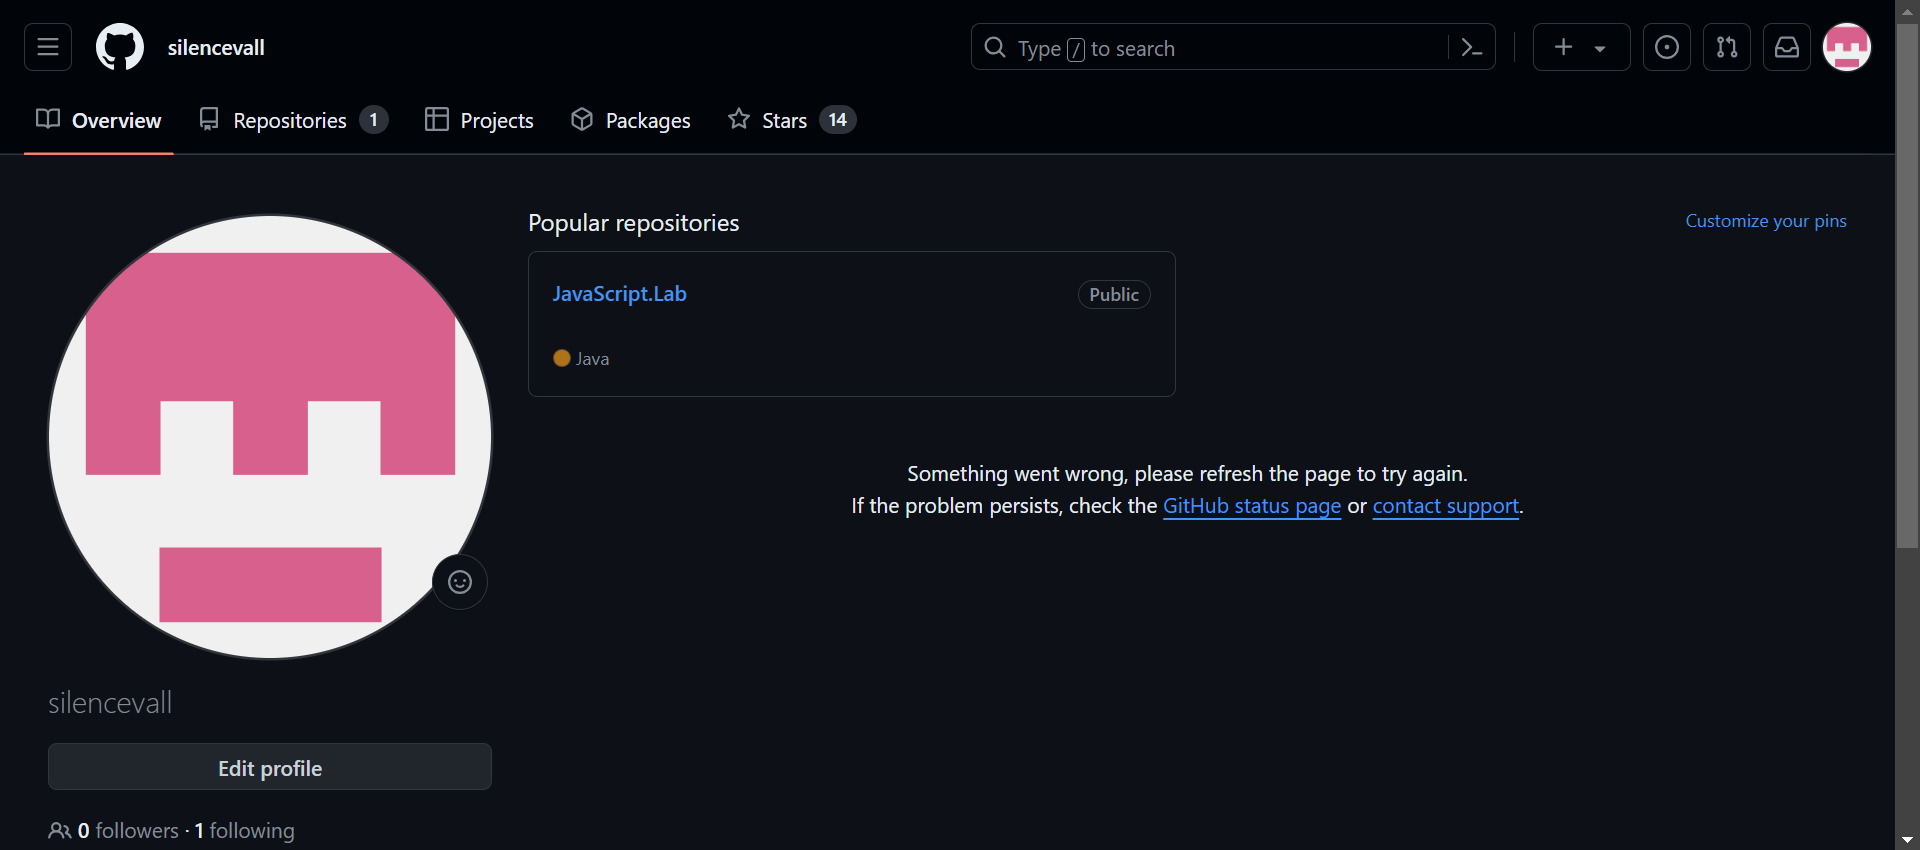 silencevall
Type / to search
Overview
Repositories 1
Projects
Packages
Stars 14
Popular repositories
Customize your pins
JavaScript.Lab
Public
Java
Something went wrong, please refresh the page to try again.
If the problem persists, check the GitHub status page or contact support.
silencevall
Edit profile
0 followers · 1 following